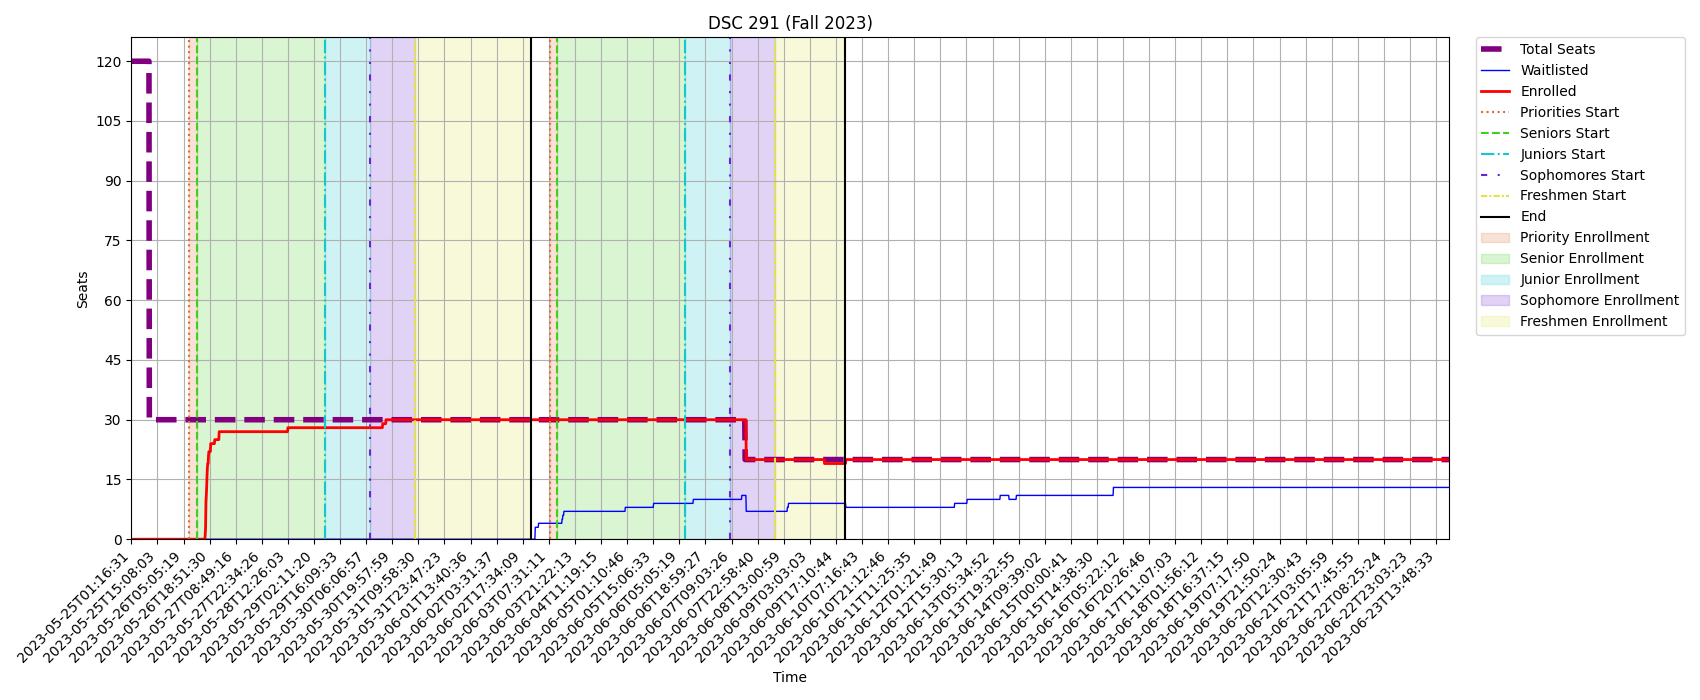 DSC 291 (Fall 2023)
Seats
120
105
90
75
60
45
30
15
0
2023-05-25T01:16:31
2023-05-25T15:08:03
2023-05-26T05:05:19
2023-05-26T18:51:30
2023-05-27T08:49:16
2023-05-27T22:34:26
2023-05-28T12:26:03
2023-05-29T02:11:20
2023-05-29T16:09:33
2023-05-30T06:06:57
2023-05-30T19:57:59
2023-05-31T09:58:30
2023-05-31T23:47:23
2023-06-01T13:40:36
2023-06-02T03:31:37
2023-06-02T17:34:09
2023-06-03T07:31:11
2023-06-03T21:22:13
2023-06-04T11:19:15
2023-06-05T01:10:46
2023-06-05T15:06:33
2023-06-06T05:05:19
2023-06-06T18:59:27
2023-06-07T09:03:26
2023-06-07T22:58:40
2023-06-08T13:00:59
2023-06-09T03:03:03
2023-06-09T17:10:44
2023-06-10T07:16:43
2023-06-10T21:12:46
2023-06-11T11:25:35
2023-06-12T01:21:49
2023-06-12T15:30:13
2023-06-13T05:34:52
2023-06-13T19:32:55
2023-06-14T09:39:02
2023-06-15T00:00:41
2023-06-15T14:38:30
2023-06-16T05:22:12
2023-06-16T20:26:46
2023-06-17T11:07:03
2023-06-18T01:56:12
2023-06-18T16:37:15
2023-06-19T07:17:50
2023-06-19T21:50:24
2023-06-20T12:30:43
2023-06-21T03:05:59
2023-06-21T17:45:55
2023-06-22T08:25:24
2023-06-22T23:03:23
2023-06-23T13:48:33
Time
Total Seats
Waitlisted
Enrolled
Priorities Start
Seniors Start
Juniors Start
Sophomores Start
Freshmen Start
End
Priority Enrollment
Senior Enrollment
Junior Enrollment
Sophomore Enrollment
Freshmen Enrollment